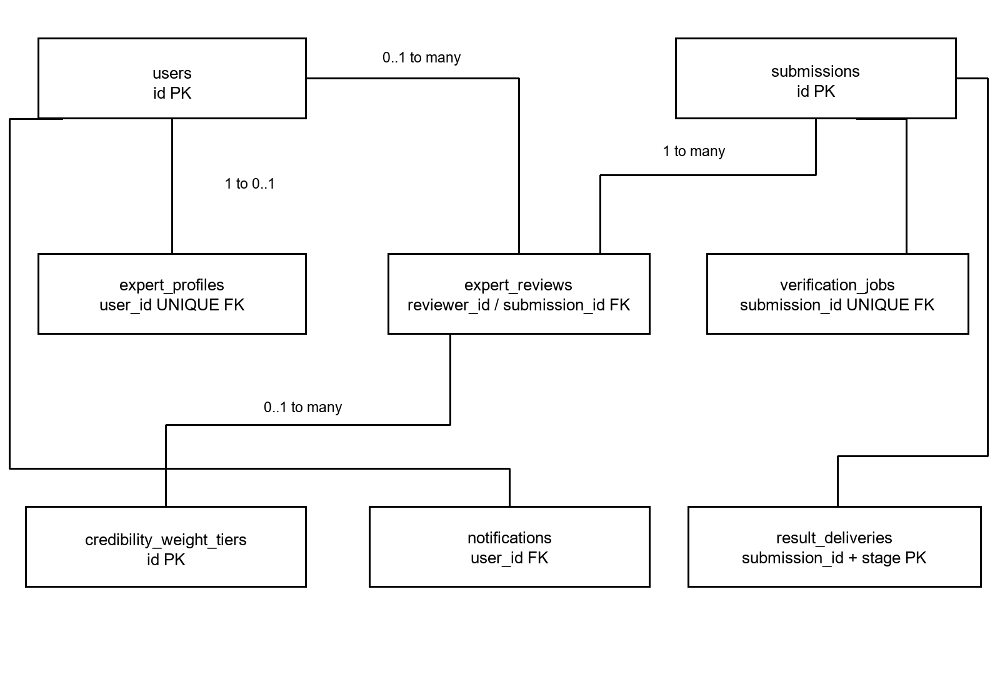 users
id PK
0..1 to many
submissions
id PK
1 to many
1 to 0..1
expert_profiles
user_id UNIQUE FK
expert_reviews
reviewer_id / submission_id FK
verification_jobs
submission_id UNIQUE FK
0..1 to many
credibility_weight_tiers
id PK
notifications
user_id FK
result_deliveries
submission_id + stage PK